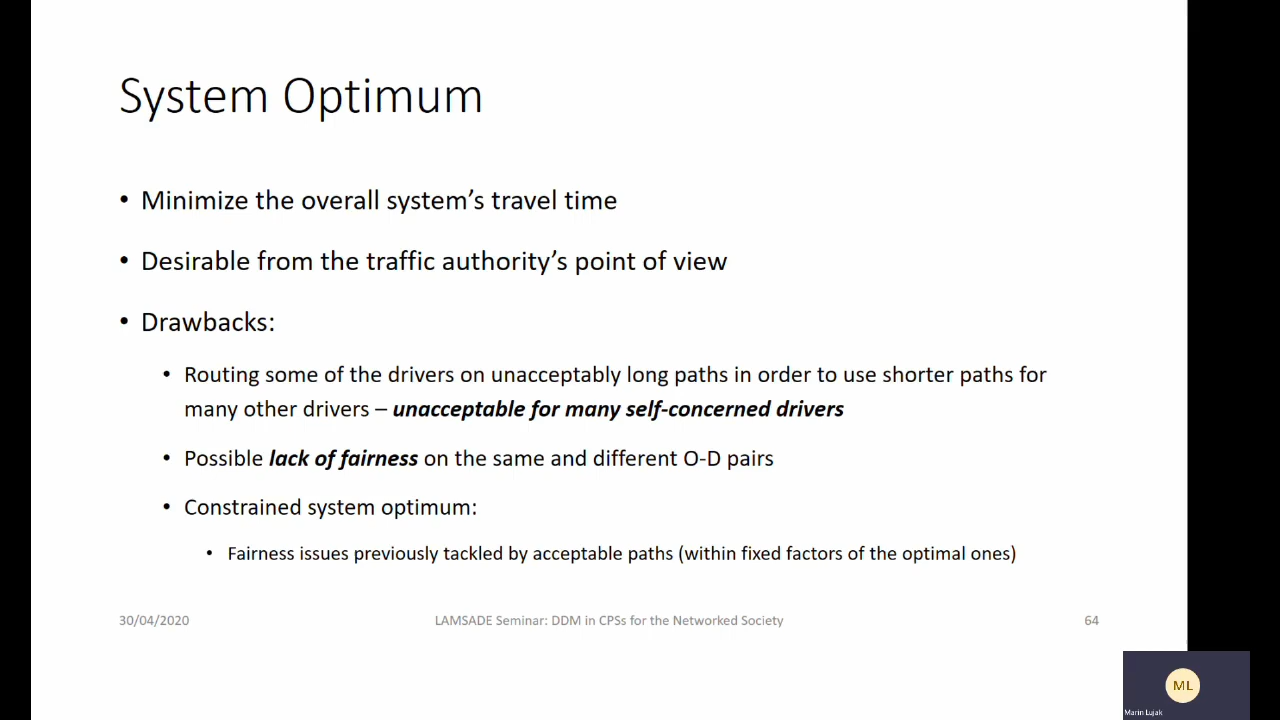 System Optimum
• Minimize the overall system’s travel time
• Desirable from the traffic authority’s point of view
• Drawbacks:
• Routing some of the drivers on unacceptably long paths in order to use shorter paths for
many other drivers – unacceptable for many self-concerned drivers
• Possible lack of fairness on the same and different O-D pairs
• Constrained system optimum:
• Fairness issues previously tackled by acceptable paths (within fixed factors of the optimal ones)
30/04/2020 LAMSADE Seminar: DDM in CPSs for the Networked Society 64
ML
Marin Lujak